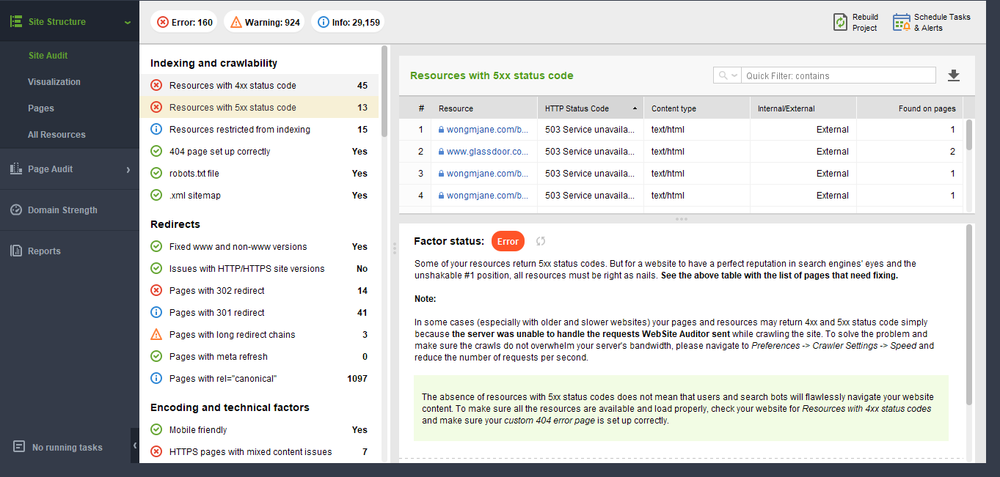 Site Structure
Site Audit
Visualization
Pages
All Resources
Page Audit
Domain Strength
Reports
No running tasks
Error: 160
Warning: 924
Info: 29,159
Rebuild
Project
Schedule Tasks
& Alerts
Indexing and crawlability
Resources with 4xx status code 45
Resources with 5xx status code 13
Resources restricted from indexing 15
404 page set up correctly Yes
robots.txt file Yes
.xml sitemap Yes
Redirects
Fixed www and non-www versions Yes
Issues with HTTP/HTTPS site versions No
Pages with 302 redirect 14
Pages with 301 redirect 41
Pages with long redirect chains 3
Pages with meta refresh 0
Pages with rel="canonical" 1097
Encoding and technical factors
Mobile friendly Yes
HTTPS pages with mixed content issues 7
Resources with 5xx status code
Quick Filter: contains
# Resource HTTP Status Code Content type Internal/External Found on pages
1 wongmjane.com/b... 503 Service unavaila... text/html External 1
2 www.glassdoor.co... 503 Service unavaila... text/html External 2
3 wongmjane.com/b... 503 Service unavaila... text/html External 1
4 wongmjane.com/b... 503 Service unavaila... text/html External 1
Factor status: Error
Some of your resources return 5xx status codes. But for a website to have a perfect reputation in search engines' eyes and the
unshakable #1 position, all resources must be right as nails. See the above table with the list of pages that need fixing.
Note:
In some cases (especially with older and slower websites) your pages and resources may return 4xx and 5xx status code simply
because the server was unable to handle the requests WebSite Auditor sent while crawling the site. To solve the problem and
make sure the crawls do not overwhelm your server's bandwidth, please navigate to Preferences -> Crawler Settings -> Speed and
reduce the number of requests per second.
The absence of resources with 5xx status codes does not mean that users and search bots will flawlessly navigate your website
content. To make sure all the resources are available and load properly, check your website for Resources with 4xx status codes
and make sure your custom 404 error page is set up correctly.